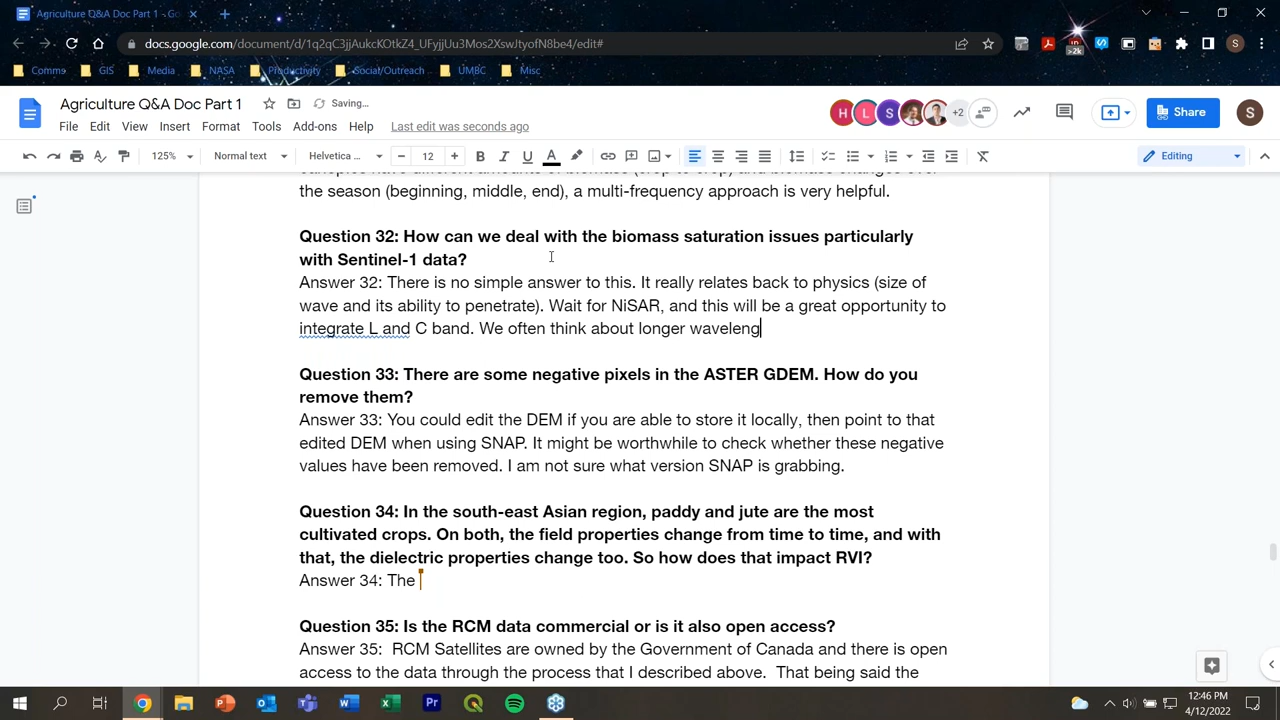 Agriculture Q&A Doc Part 1 - Go
docs.google.com/document/d/1q2qC3jjAukcKOtkZ4_UFyjjUu3Mos2XswJtyofN8be4/edit#
>2k
S
Comms GIS Media NASA Productivity Social/Outreach UMBC Misc
Agriculture Q&A Doc Part 1 Saving...
H L S +2 Share S
File Edit View Insert Format Tools Add-ons Help Last edit was seconds ago
125% Normal text Helvetica ... 12 B I U A Editing
the season (beginning, middle, end), a multi-frequency approach is very helpful.
Question 32: How can we deal with the biomass saturation issues particularly
with Sentinel-1 data?
Answer 32: There is no simple answer to this. It really relates back to physics (size of
wave and its ability to penetrate). Wait for NiSAR, and this will be a great opportunity to
integrate L and C band. We often think about longer waveleng
Question 33: There are some negative pixels in the ASTER GDEM. How do you
remove them?
Answer 33: You could edit the DEM if you are able to store it locally, then point to that
edited DEM when using SNAP. It might be worthwhile to check whether these negative
values have been removed. I am not sure what version SNAP is grabbing.
Question 34: In the south-east Asian region, paddy and jute are the most
cultivated crops. On both, the field properties change from time to time, and with
that, the dielectric properties change too. So how does that impact RVI?
Answer 34: The
Question 35: Is the RCM data commercial or is it also open access?
Answer 35: RCM Satellites are owned by the Government of Canada and there is open
access to the data through the process that I described above. That being said the
12:46 PM
4/12/2022